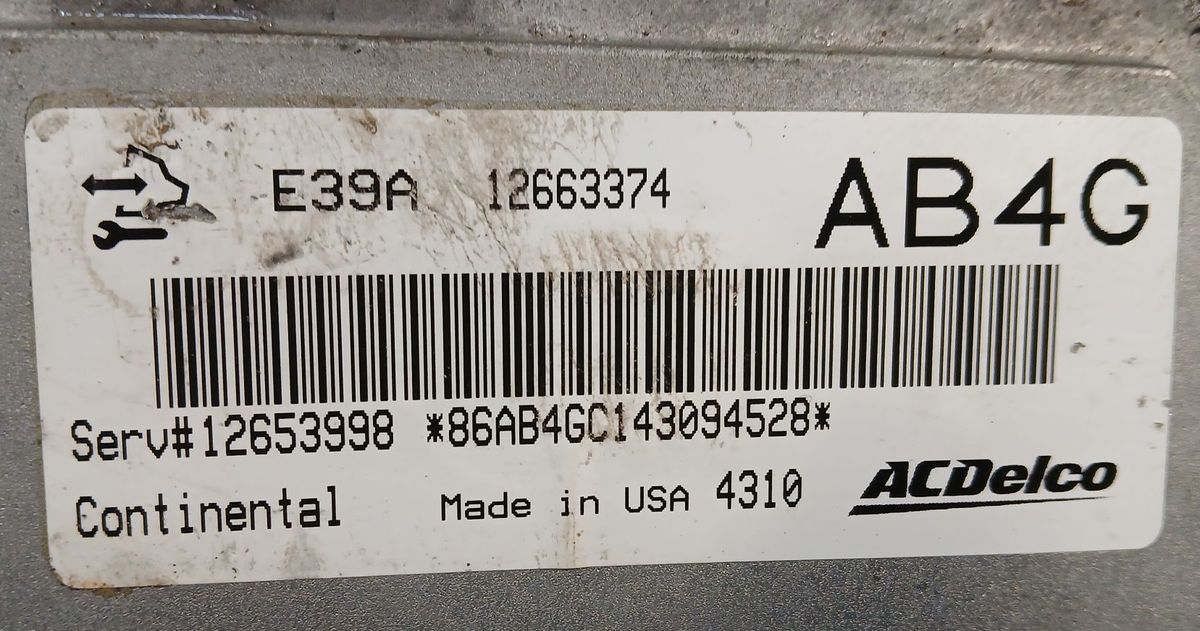 E39A 12663374 AB4G
Serv#12653998 *86AB4GC143094528*
Continental Made in USA 4310 ACDelco